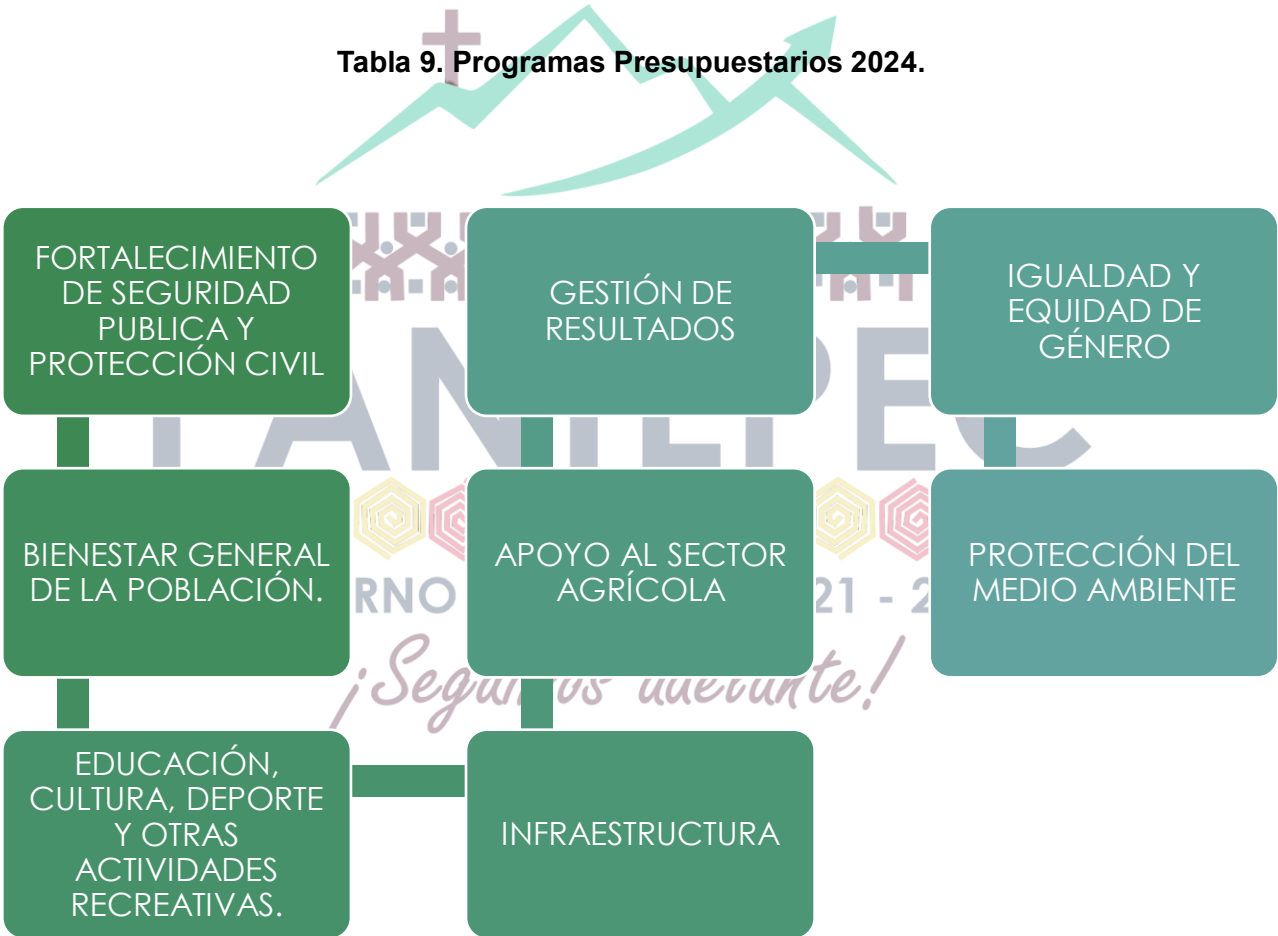 Tabla 9. Programas Presupuestarios 2024.
FORTALECIMIENTO
DE SEGURIDAD
PUBLICA Y
PROTECCIÓN CIVIL
BIENESTAR GENERAL
DE LA POBLACIÓN.
EDUCACIÓN,
CULTURA, DEPORTE
Y OTRAS
ACTIVIDADES
RECREATIVAS.
INFRAESTRUCTURA
APOYO AL SECTOR
AGRÍCOLA
GESTIÓN DE
RESULTADOS
IGUALDAD Y
EQUIDAD DE
GÉNERO
PROTECCIÓN DEL
MEDIO AMBIENTE